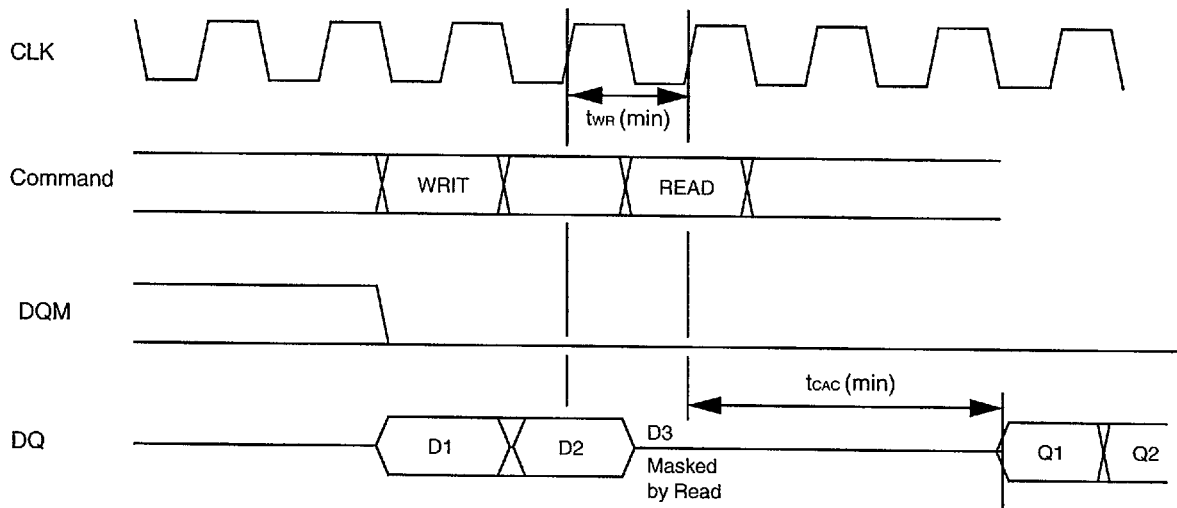 CLK
tWR (min)
Command
WRIT
READ
DQM
tCAC (min)
DQ
D1
D2
D3
Masked
by Read
Q1
Q2